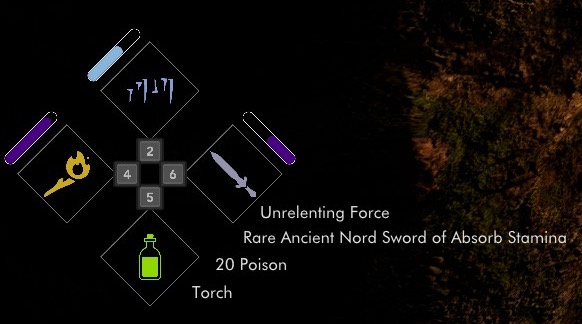 2
4 6
5
Unrelenting Force
Rare Ancient Nord Sword of Absorb Stamina
20 Poison
Torch